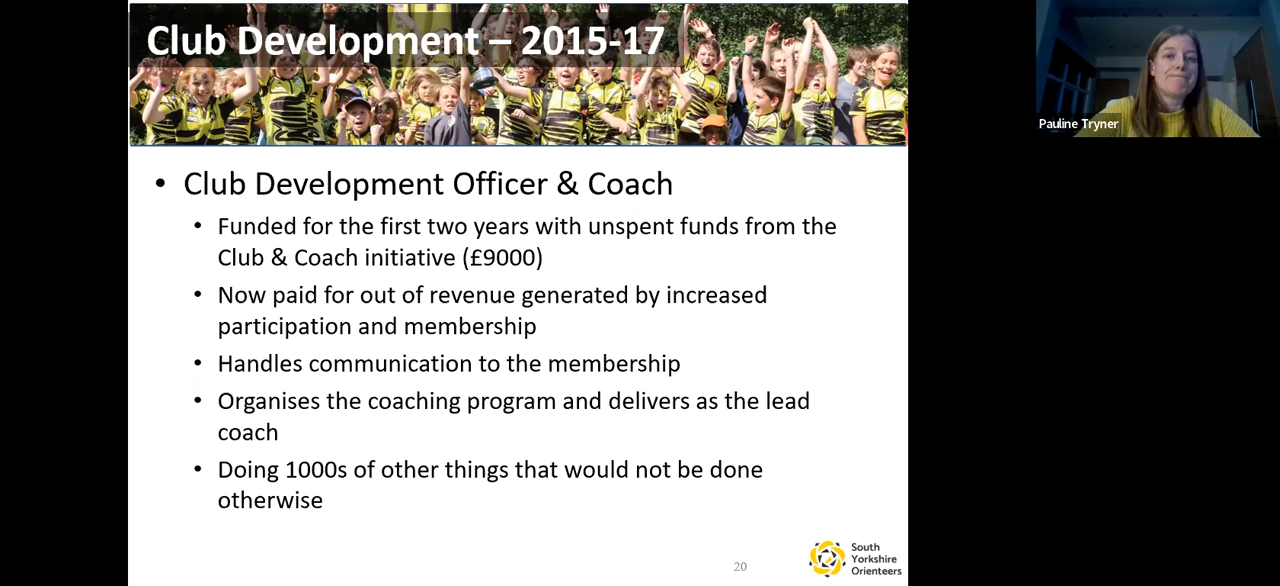 Club Development – 2015-17
Pauline Tryner
• Club Development Officer & Coach
• Funded for the first two years with unspent funds from the
Club & Coach initiative (£9000)
• Now paid for out of revenue generated by increased
participation and membership
• Handles communication to the membership
• Organises the coaching program and delivers as the lead
coach
• Doing 1000s of other things that would not be done
otherwise
20
South
Yorkshire
Orienteers